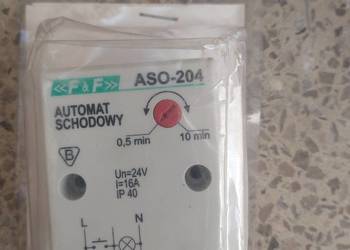 «F&F» ASO-204
AUTOMAT
SCHODOWY
0,5 min 10 min
B
Un=24V
I=16A
IP 40
L N